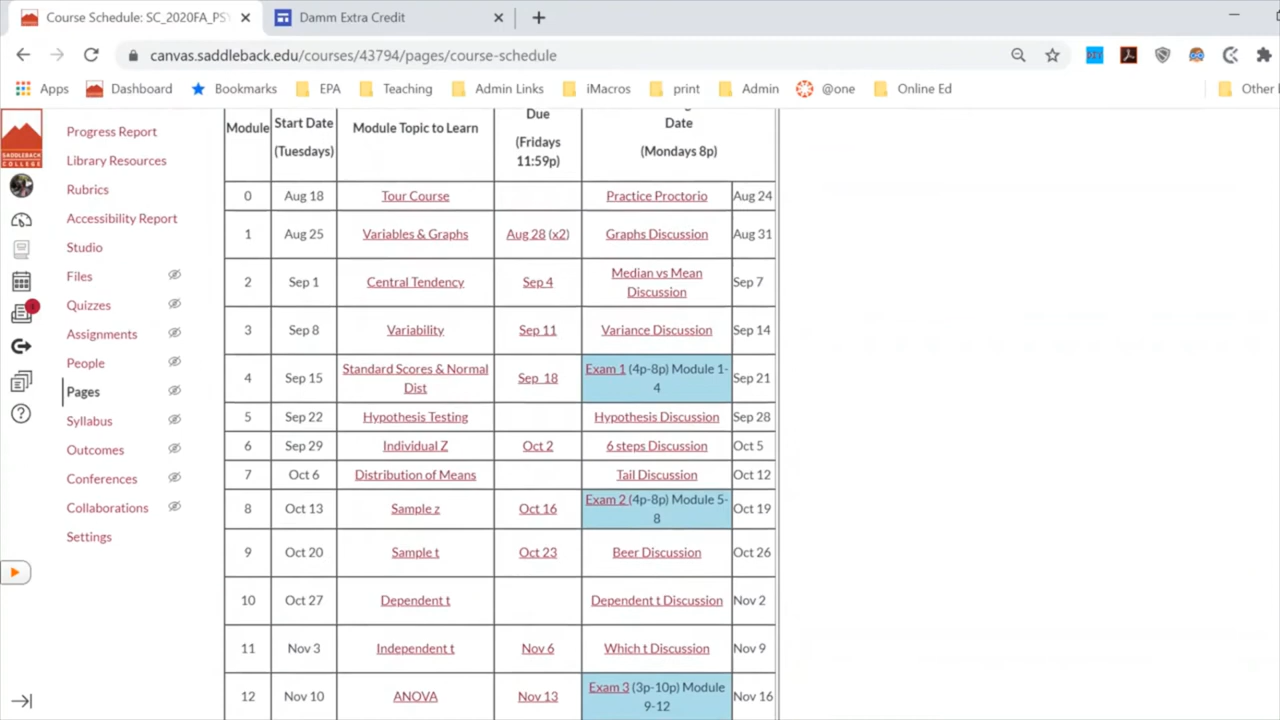 Course Schedule: SC_2020FA_PSY
Damm Extra Credit
canvas.saddleback.edu/courses/43794/pages/course-schedule
Apps
Dashboard
Bookmarks
EPA
Teaching
Admin Links
iMacros
print
Admin
@one
Online Ed
Other
SADDLEBACK
COLLEGE
Progress Report
Library Resources
Rubrics
Accessibility Report
Studio
Files
Quizzes
Assignments
People
Pages
Syllabus
Outcomes
Conferences
Collaborations
Settings
Module
Start Date
(Tuesdays)
Module Topic to Learn
Due
(Fridays
11:59p)
Date
(Mondays 8p)
0 Aug 18 Tour Course Practice Proctorio Aug 24
1 Aug 25 Variables & Graphs Aug 28 (x2) Graphs Discussion Aug 31
2 Sep 1 Central Tendency Sep 4 Median vs Mean
Discussion Sep 7
3 Sep 8 Variability Sep 11 Variance Discussion Sep 14
4 Sep 15 Standard Scores & Normal
Dist Sep 18 Exam 1 (4p-8p) Module 1-
4 Sep 21
5 Sep 22 Hypothesis Testing Hypothesis Discussion Sep 28
6 Sep 29 Individual Z Oct 2 6 steps Discussion Oct 5
7 Oct 6 Distribution of Means Tail Discussion Oct 12
8 Oct 13 Sample z Oct 16 Exam 2 (4p-8p) Module 5-
8 Oct 19
9 Oct 20 Sample t Oct 23 Beer Discussion Oct 26
10 Oct 27 Dependent t Dependent t Discussion Nov 2
11 Nov 3 Independent t Nov 6 Which t Discussion Nov 9
12 Nov 10 ANOVA Nov 13 Exam 3 (3p-10p) Module
9-12 Nov 16